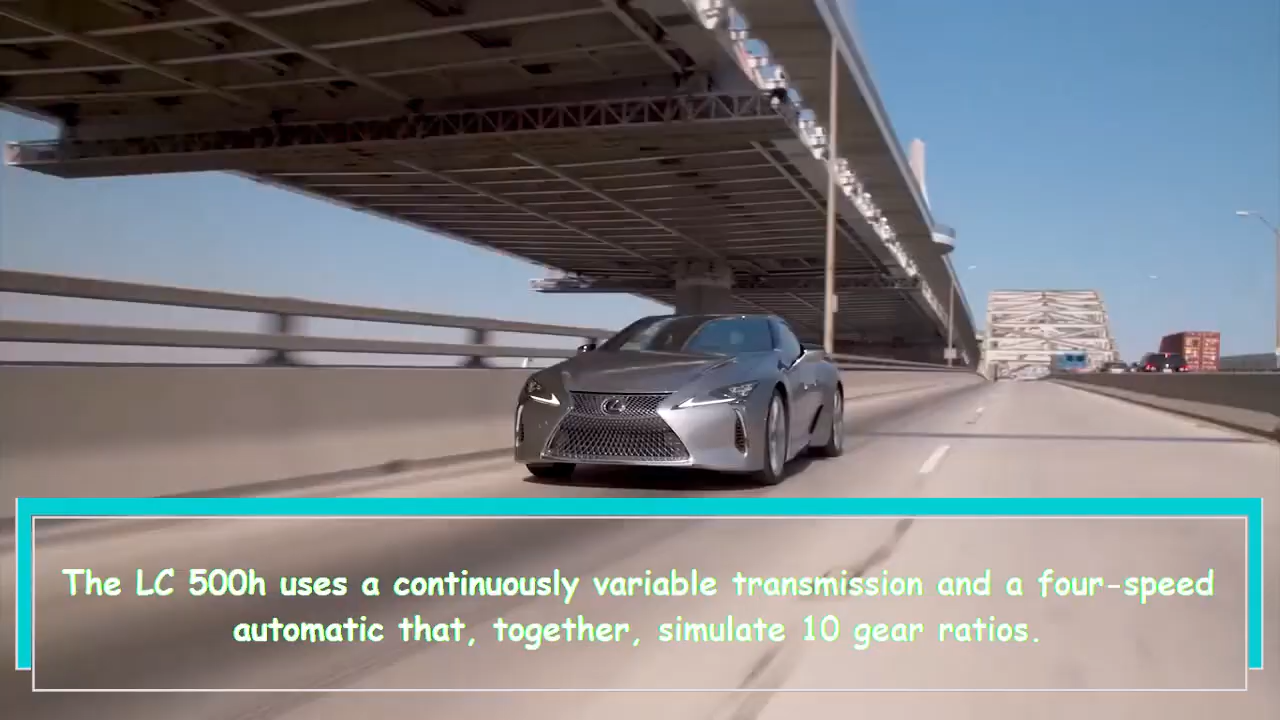 The LC 500h uses a continuously variable transmission and a four-speed
automatic that, together, simulate 10 gear ratios.